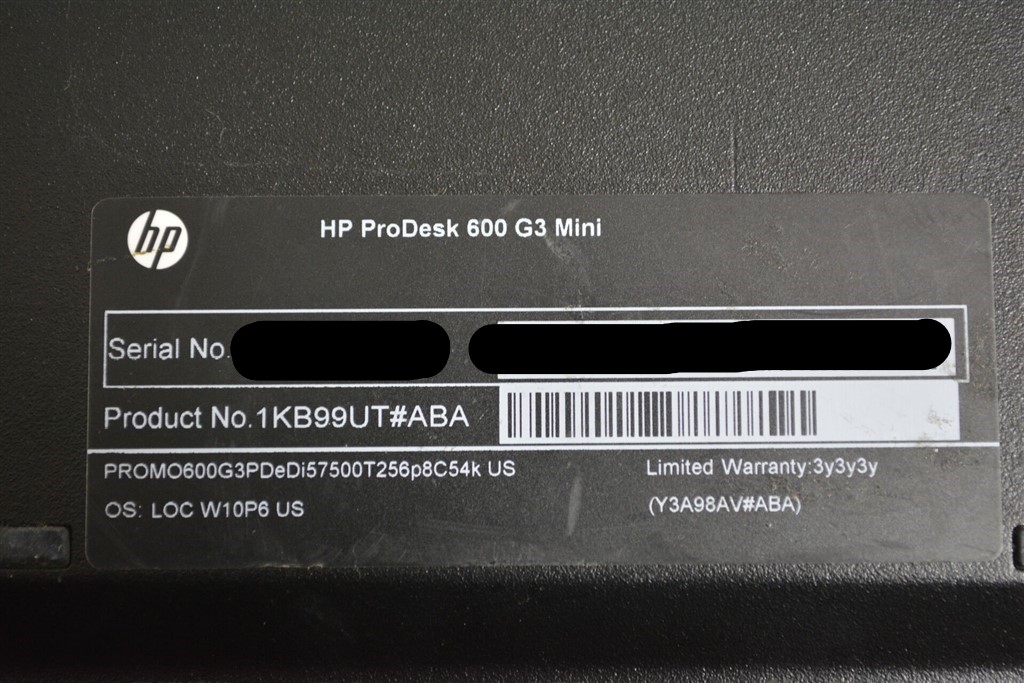 hp
HP ProDesk 600 G3 Mini
Serial No.
Product No.1KB99UT#ABA
PROMO600G3PDeDi57500T256p8C54k US
Limited Warranty:3y3y3y
OS: LOC W10P6 US
(Y3A98AV#ABA)